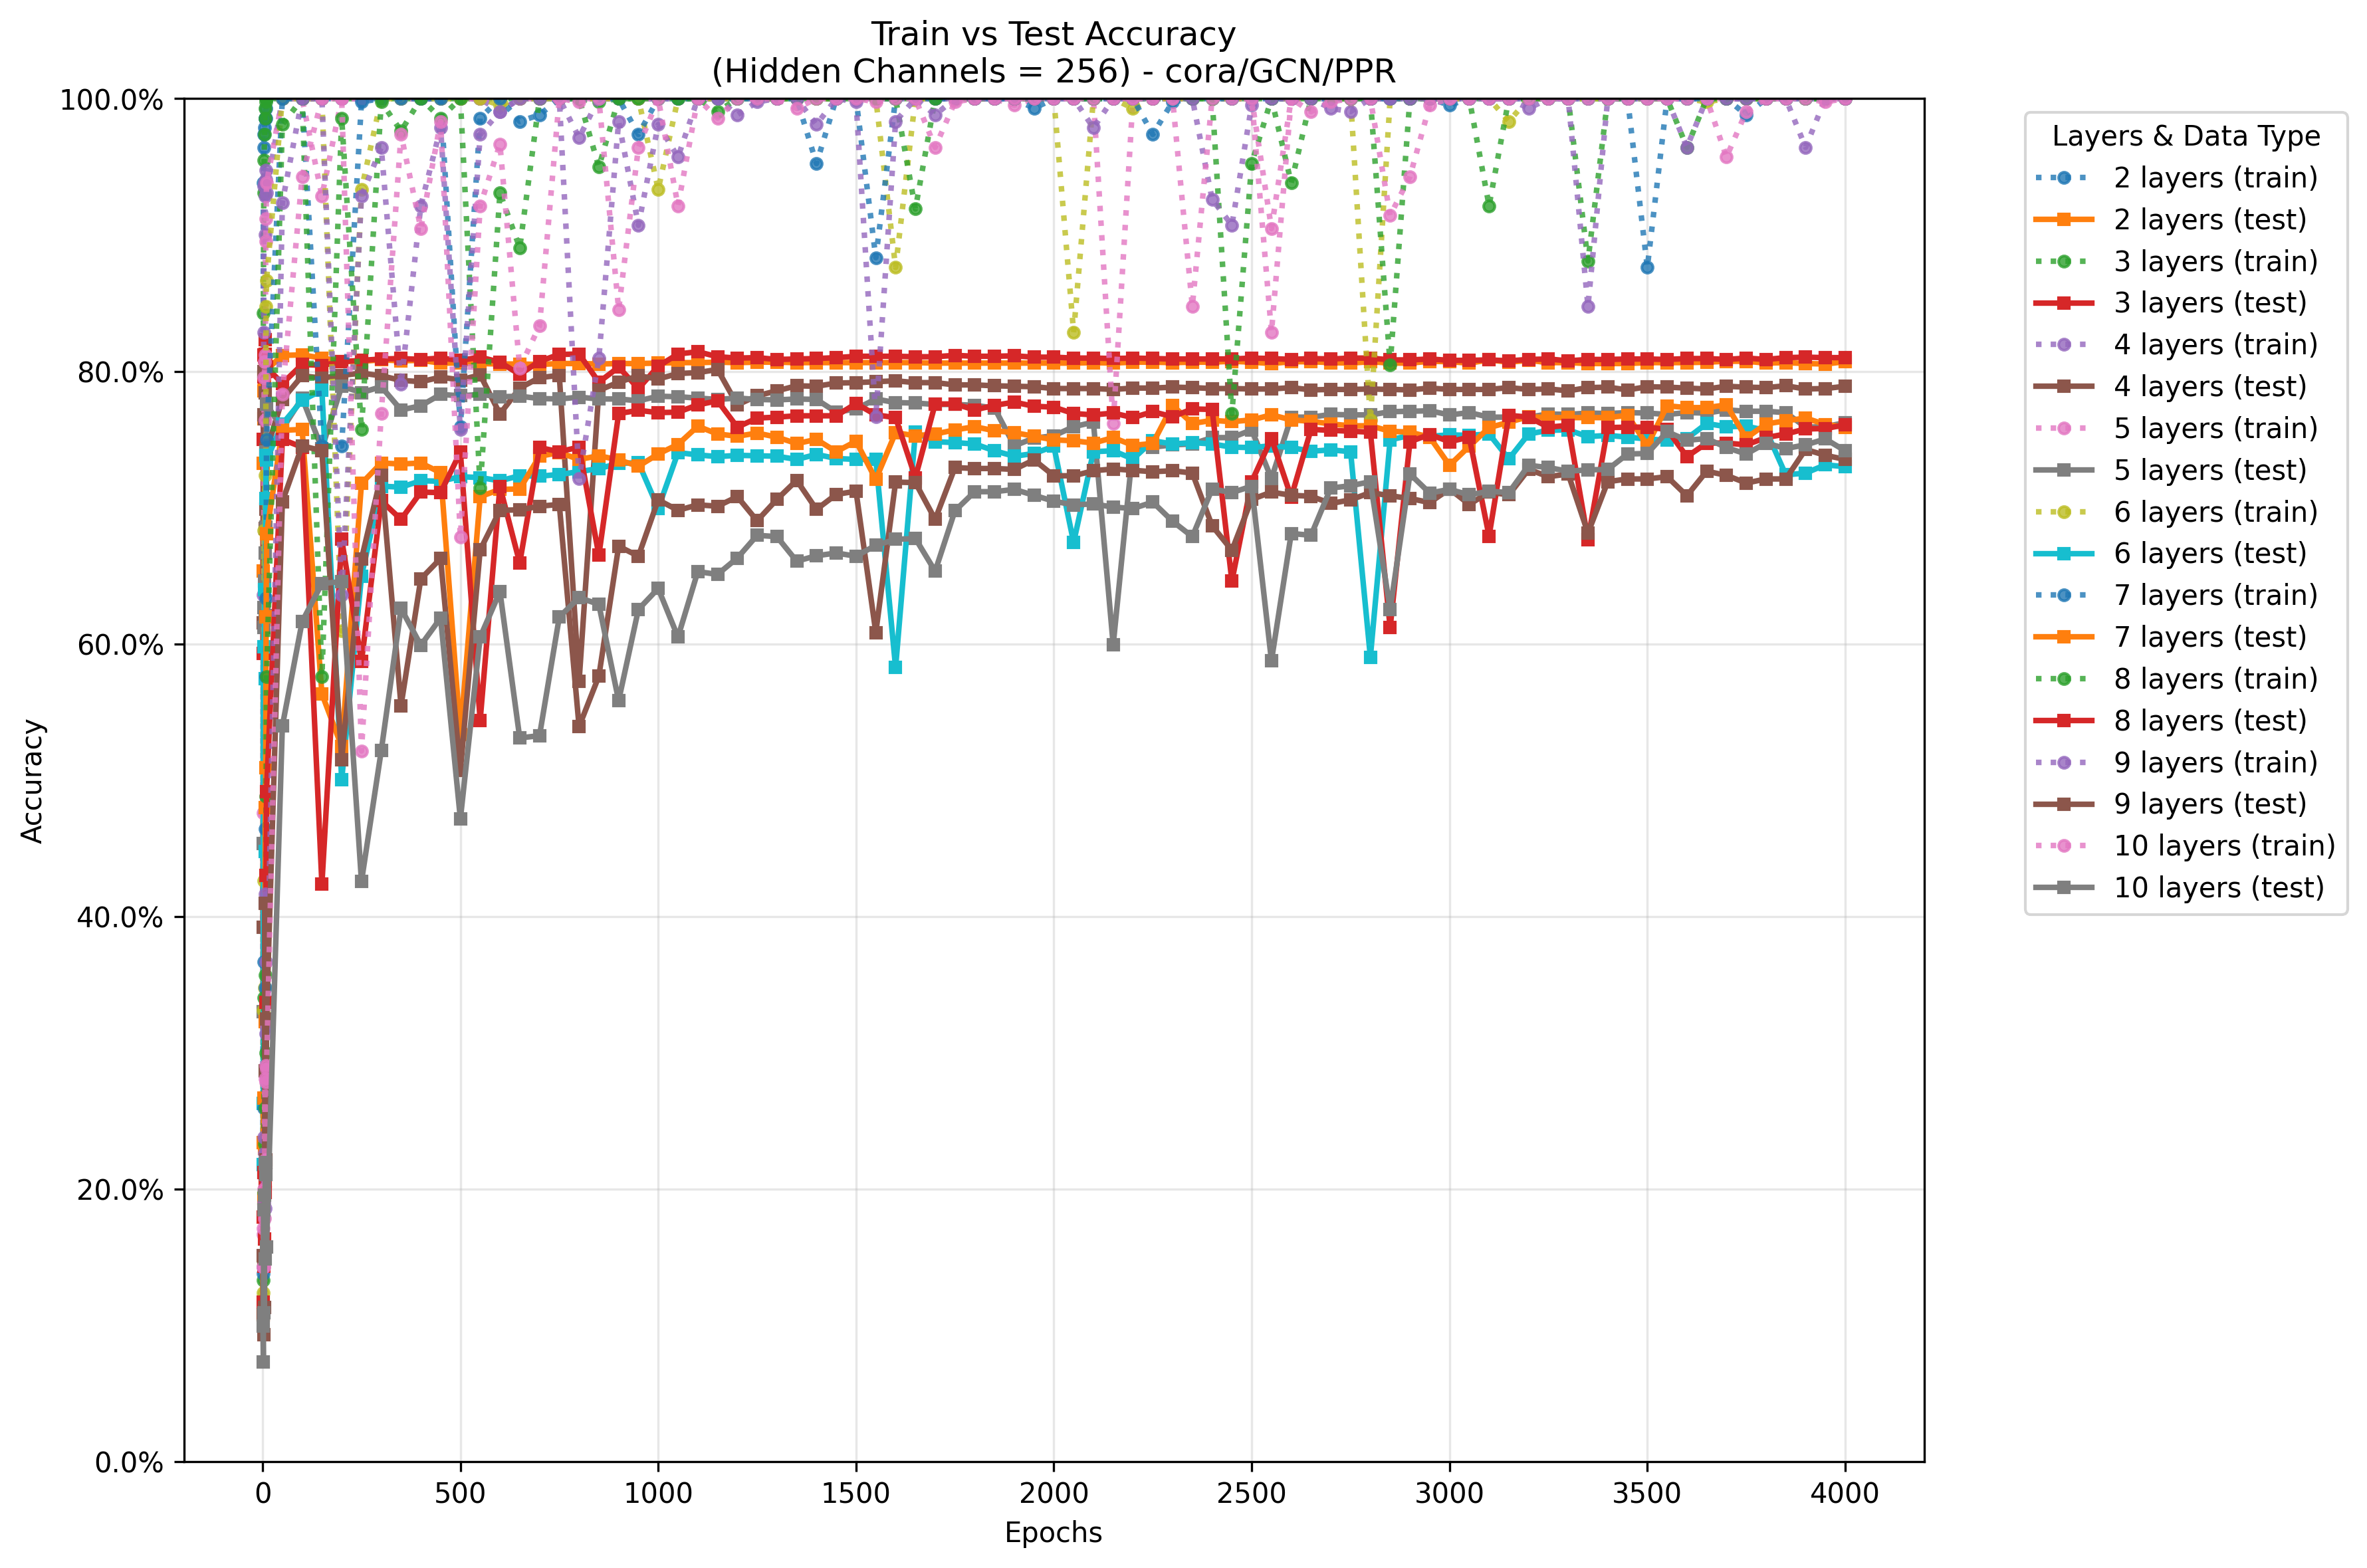 Train vs Test Accuracy
(Hidden Channels = 256) - cora/GCN/PPR
100.0%
80.0%
60.0%
40.0%
20.0%
0.0%
Accuracy
0
500
1000
1500
2000
2500
3000
3500
4000
Epochs
Layers & Data Type
2 layers (train)
2 layers (test)
3 layers (train)
3 layers (test)
4 layers (train)
4 layers (test)
5 layers (train)
5 layers (test)
6 layers (train)
6 layers (test)
7 layers (train)
7 layers (test)
8 layers (train)
8 layers (test)
9 layers (train)
9 layers (test)
10 layers (train)
10 layers (test)